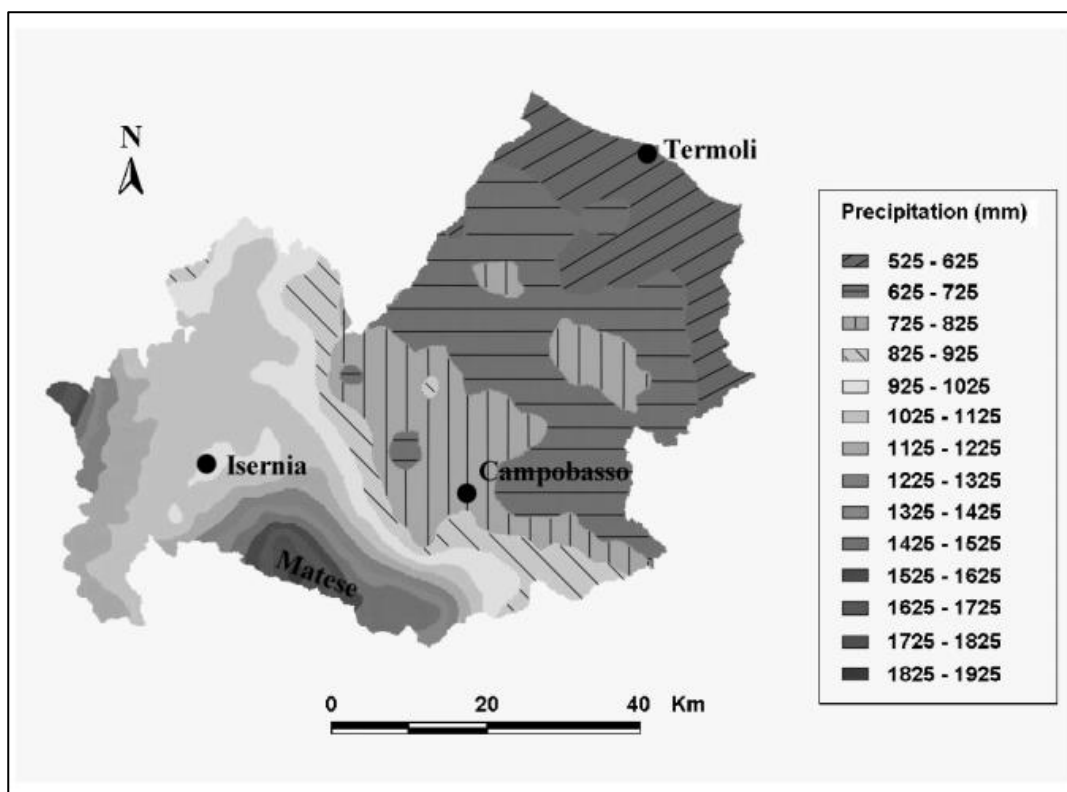 N
Termoli
Isernia
Campobasso
Matese
0 20 40 Km
Precipitation (mm)
525 - 625
625 - 725
725 - 825
825 - 925
925 - 1025
1025 - 1125
1125 - 1225
1225 - 1325
1325 - 1425
1425 - 1525
1525 - 1625
1625 - 1725
1725 - 1825
1825 - 1925